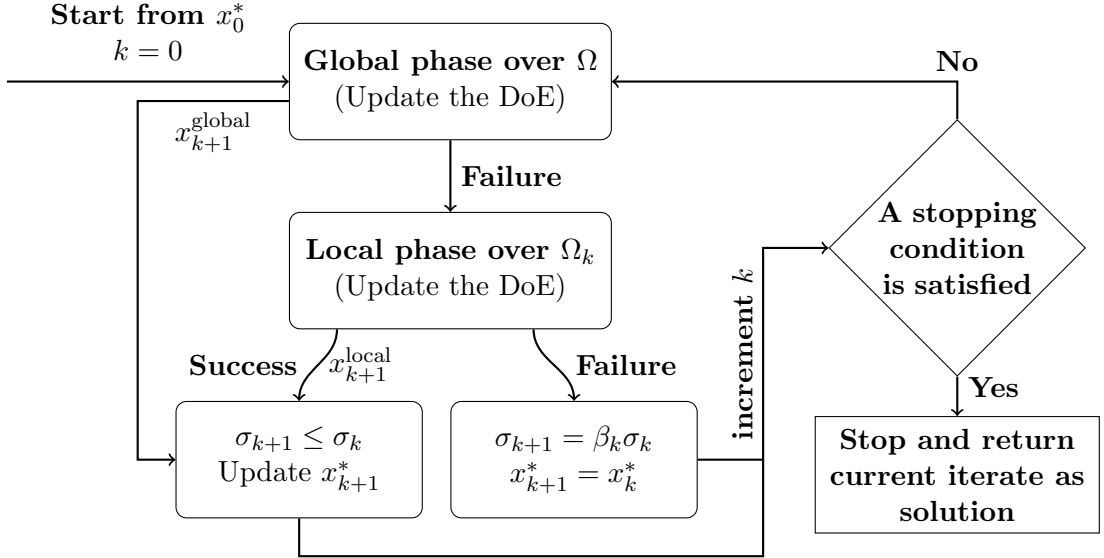 Start from $x_0^*$
$k = 0$
Global phase over $\Omega$
(Update the DoE)
No
$x_{k+1}^{\text{global}}$
Failure
Local phase over $\Omega_k$
(Update the DoE)
A stopping
condition
is satisfied
increment $k$
Success
$x_{k+1}^{\text{local}}$
Failure
Yes
$\sigma_{k+1} \leq \sigma_k$
Update $x_{k+1}^*$
$\sigma_{k+1} = \beta_k \sigma_k$
$x_{k+1}^* = x_k^*$
Stop and return
current iterate as
solution